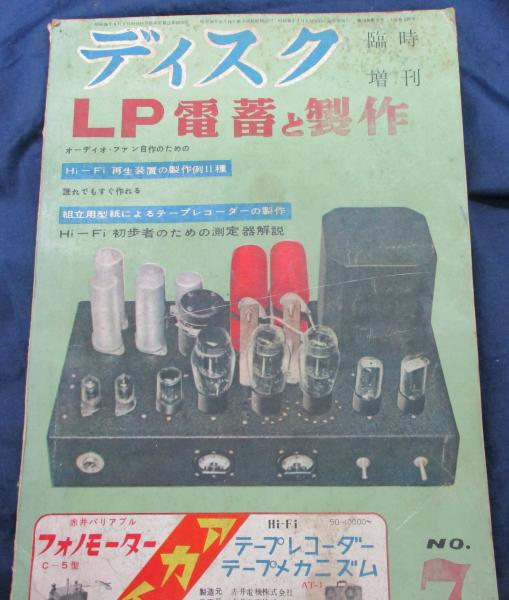 ディスク
臨時
増刊
LP電蓄と製作
オーディオ・ファン自作のための
Hi-Fi 再生装置の製作例11種
誰れでもすぐ作れる
組立用型紙によるテープレコーダーの製作
Hi-Fi 初歩者のための測定器解説
赤井バリアブル
フォノモーター
C-5型
アカイ
Hi-Fi
50~10000~
テープレコーダー
テープメカニズム
AT-1
製造元 赤井電機株式会社
NO.
7